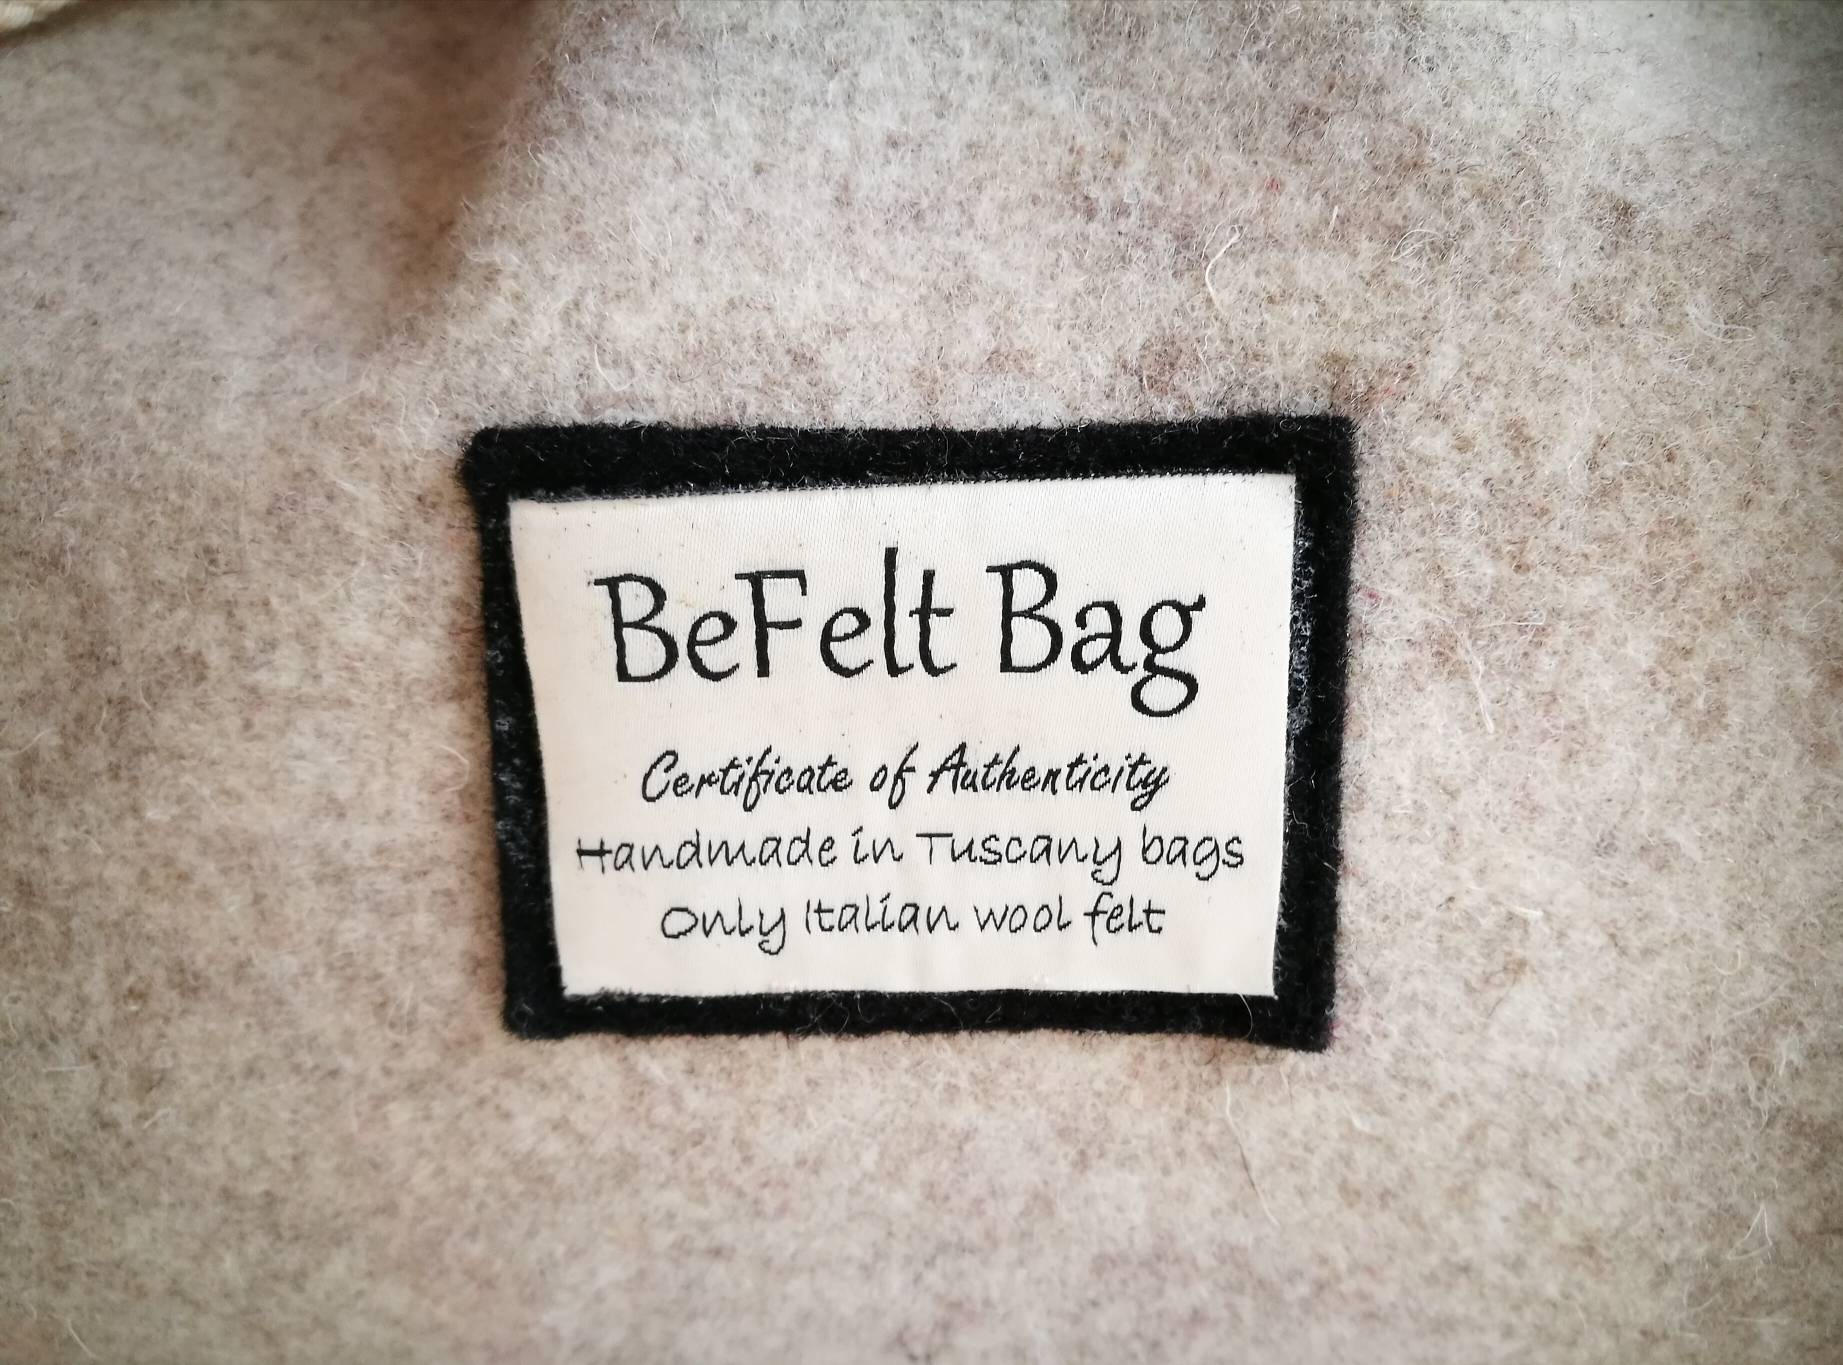 BeFelt Bag
Certificate of Authenticity
Handmade in Tuscany bags
Only Italian wool felt